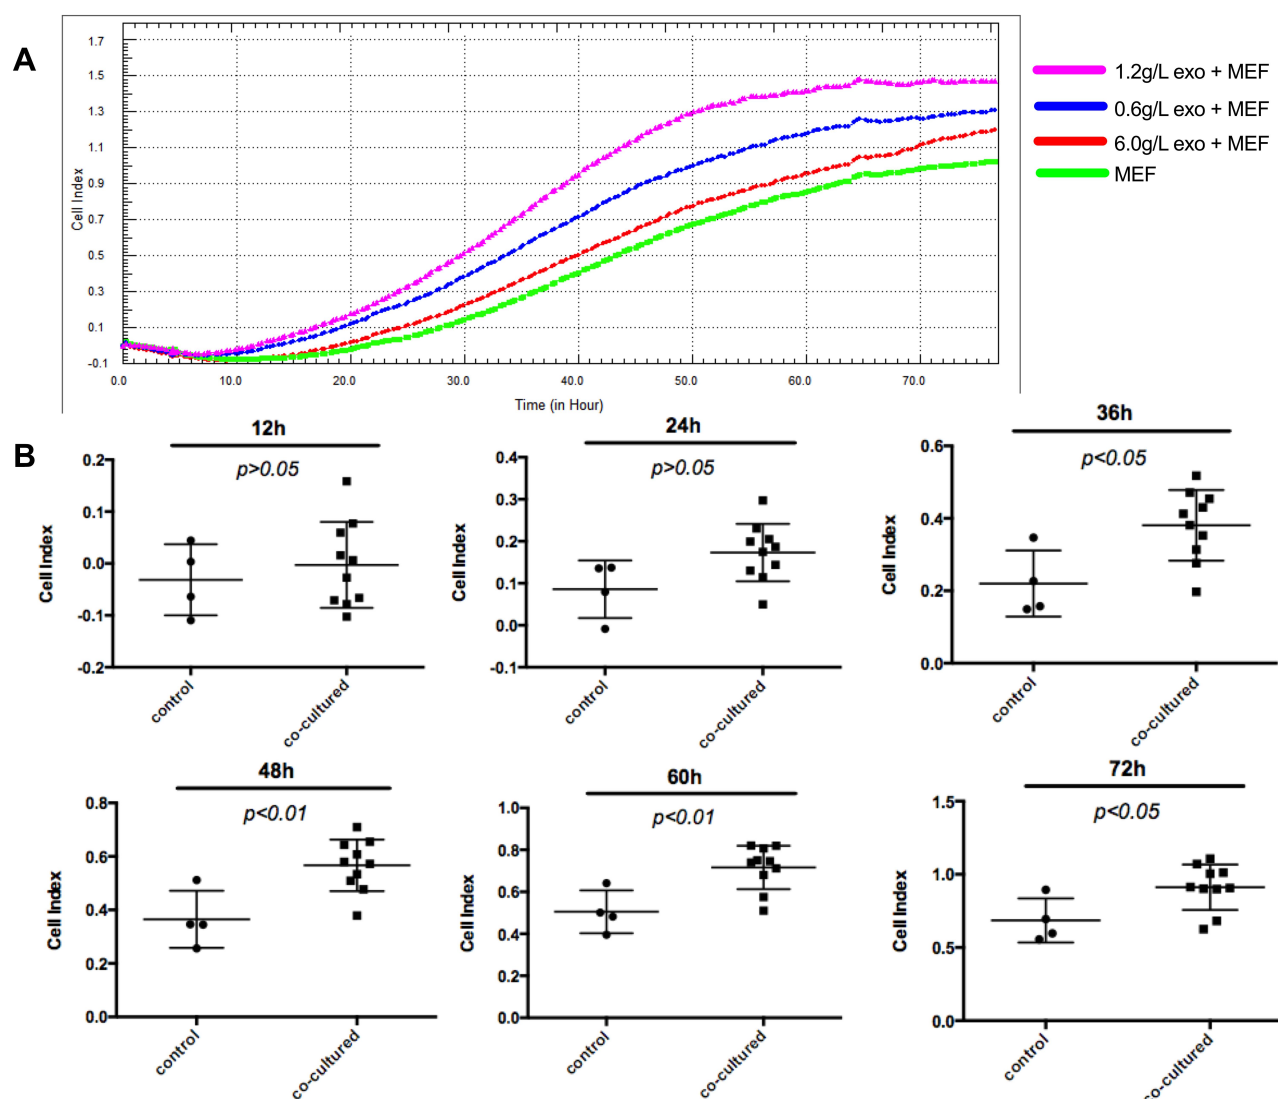 A
1.7
1.5
1.3
1.1
0.9
0.7
0.5
0.3
0.1
-0.1
Cell Index
0.0 10.0 20.0 30.0 40.0 50.0 60.0 70.0
Time (in Hour)
1.2g/L exo + MEF
0.6g/L exo + MEF
6.0g/L exo + MEF
MEF
B
12h
p>0.05
0.2
0.1
0.0
-0.1
-0.2
Cell Index
control
co-cultured
24h
p>0.05
0.4
0.3
0.2
0.1
0.0
-0.1
Cell Index
control
co-cultured
36h
p<0.05
0.6
0.4
0.2
0.0
Cell Index
control
co-cultured
48h
p<0.01
0.8
0.6
0.4
0.2
0.0
Cell Index
control
co-cultured
60h
p<0.01
1.0
0.8
0.6
0.4
0.2
0.0
Cell Index
control
co-cultured
72h
p<0.05
1.5
1.0
0.5
0.0
Cell Index
control
co-cultured